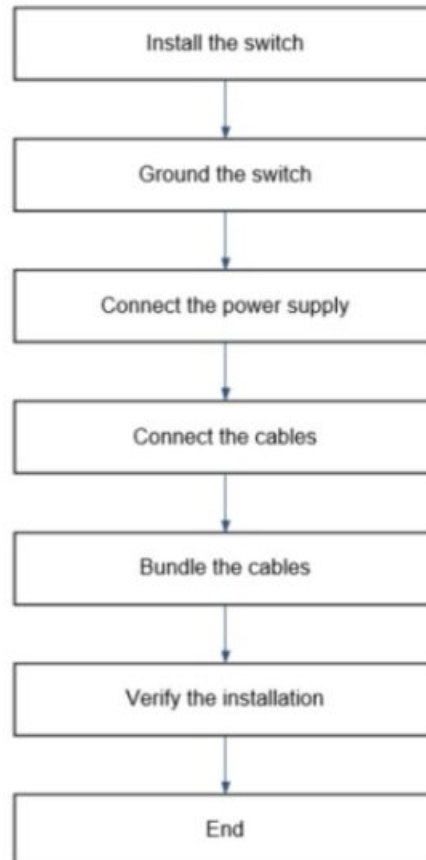 Install the switch
Ground the switch
Connect the power supply
Connect the cables
Bundle the cables
Verify the installation
End